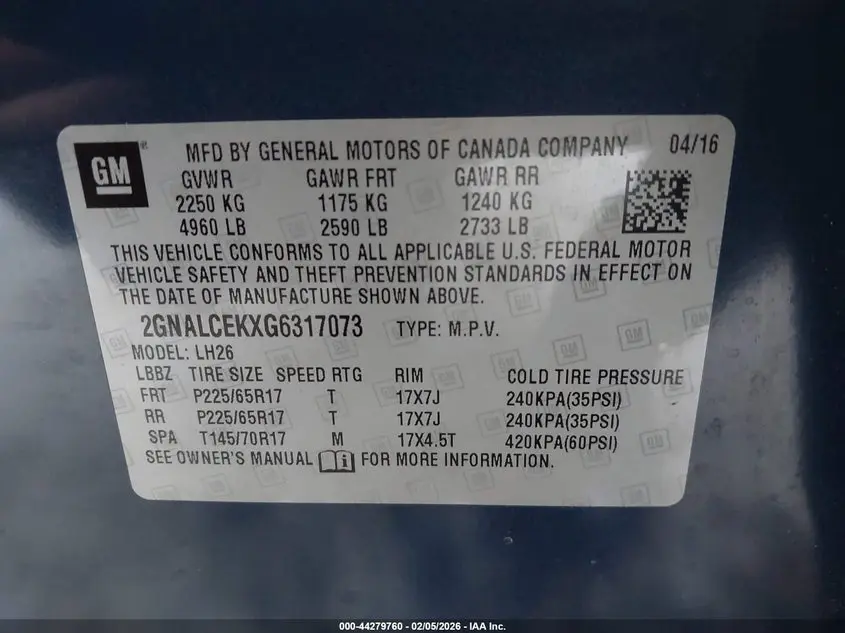 GM
MFD BY GENERAL MOTORS OF CANADA COMPANY 04/16
GVWR GAWR FRT GAWR RR
2250 KG 1175 KG 1240 KG
4960 LB 2590 LB 2733 LB
THIS VEHICLE CONFORMS TO ALL APPLICABLE U.S. FEDERAL MOTOR
VEHICLE SAFETY AND THEFT PREVENTION STANDARDS IN EFFECT ON
THE DATE OF MANUFACTURE SHOWN ABOVE.
2GNALCEKXG6317073 TYPE: M.P.V.
MODEL: LH26
LBBZ TIRE SIZE SPEED RTG RIM COLD TIRE PRESSURE
FRT P225/65R17 T 17X7J 240KPA(35PSI)
RR P225/65R17 T 17X7J 240KPA(35PSI)
SPA T145/70R17 M 17X4.5T 420KPA(60PSI)
SEE OWNER'S MANUAL FOR MORE INFORMATION.
000-44279760 - 02/05/2026 - IAA Inc.